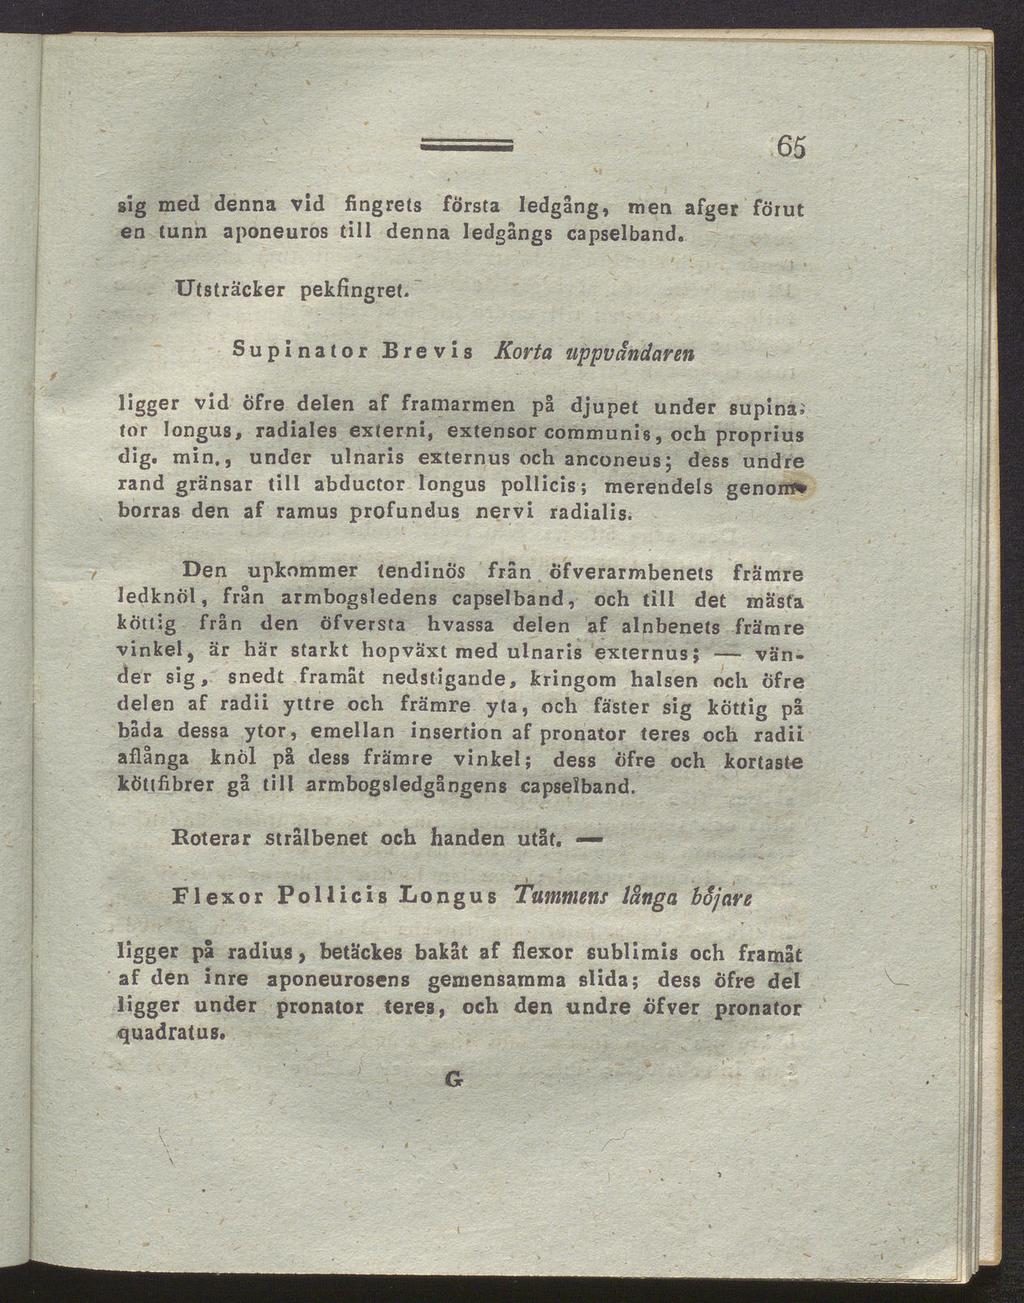 65
sig med denna vid fingrets första ledgång, men afger förut
en tunn aponeuros till denna ledgångs capselband.
Utsträcker pekfingret.
Supinator Brevis Korta uppvåndaren
ligger vid öfre delen af framarmen på djupet under supina-
tor longus, radiales externi, extensor communis, och proprius
dig. min., under ulnaris externus och anconeus; dess undre
rand gränsar till abductor longus pollicis; merendels genom-
borras den af ramus profundus nervi radialis.
Den upkommer tendinös från öfverarmbenets främre
ledknöl, från armbogsledens capselband, och till det mästa
köttig från den öfversta hvassa delen af alnbenets främre
vinkel, är här starkt hopväxt med ulnaris externus; — vän-
der sig, snedt framåt nedstigande, kringom halsen och öfre
delen af radii yttre och främre yta, och fäster sig köttig på
båda dessa ytor, emellan insertion af pronator teres och radii
aflånga knöl på dess främre vinkel; dess öfre och kortaste
köttfibrer gå till armbogsledgångens capselband.
Roterar strålbenet och handen utåt. —
Flexor Pollicis Longus Tummens långa böjare
ligger på radius, betäckes bakåt af flexor sublimis och framåt
af den inre aponeurosens gemensamma slida; dess öfre del
ligger under pronator teres, och den undre öfver pronator
quadratus.
G